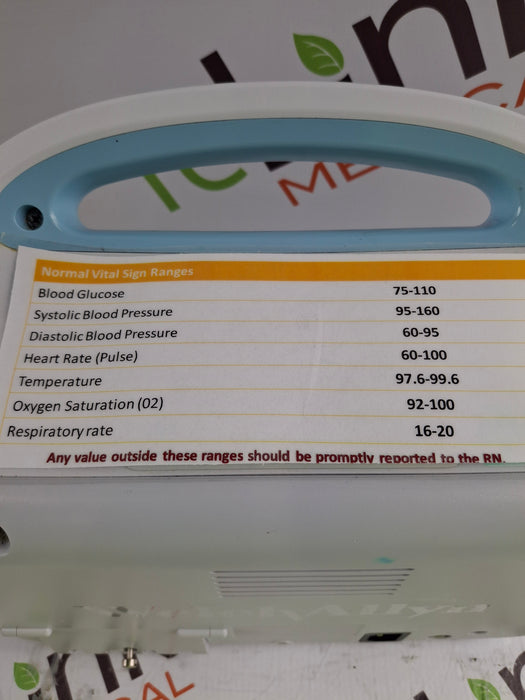 Normal Vital Sign Ranges
Blood Glucose 75-110
Systolic Blood Pressure 95-160
Diastolic Blood Pressure 60-95
Heart Rate (Pulse) 60-100
Temperature 97.6-99.6
Oxygen Saturation (02) 92-100
Respiratory rate 16-20
Any value outside these ranges should be promptly reported to the RN.
WelchAllyn